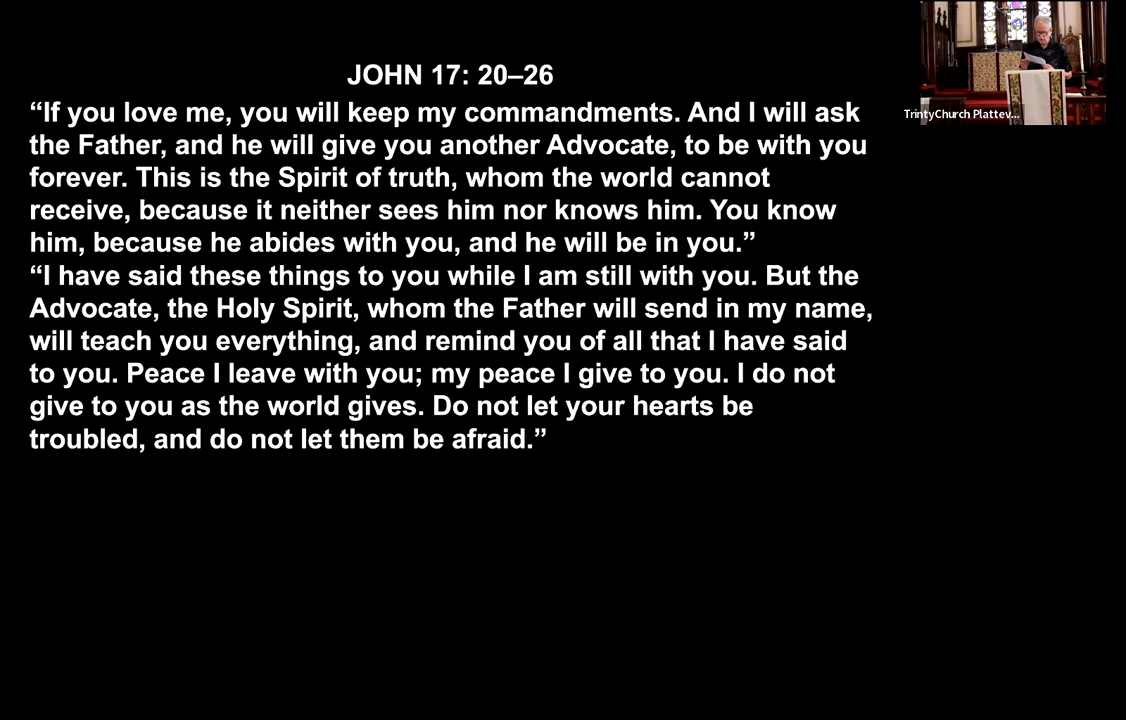 JOHN 17: 20–26
“If you love me, you will keep my commandments. And I will ask
the Father, and he will give you another Advocate, to be with you
forever. This is the Spirit of truth, whom the world cannot
receive, because it neither sees him nor knows him. You know
him, because he abides with you, and he will be in you.”
“I have said these things to you while I am still with you. But the
Advocate, the Holy Spirit, whom the Father will send in my name,
will teach you everything, and remind you of all that I have said
to you. Peace I leave with you; my peace I give to you. I do not
give to you as the world gives. Do not let your hearts be
troubled, and do not let them be afraid.”
TrintyChurch Plattev...